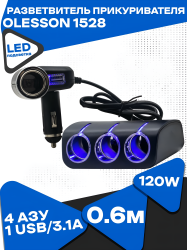 РАЗВЕТВИТЕЛЬ ПРИКУРИВАТЕЛЯ
OLESSON 1528
LED
подсветка
120W
4 АЗУ
1 USB/3.1A
0.6М